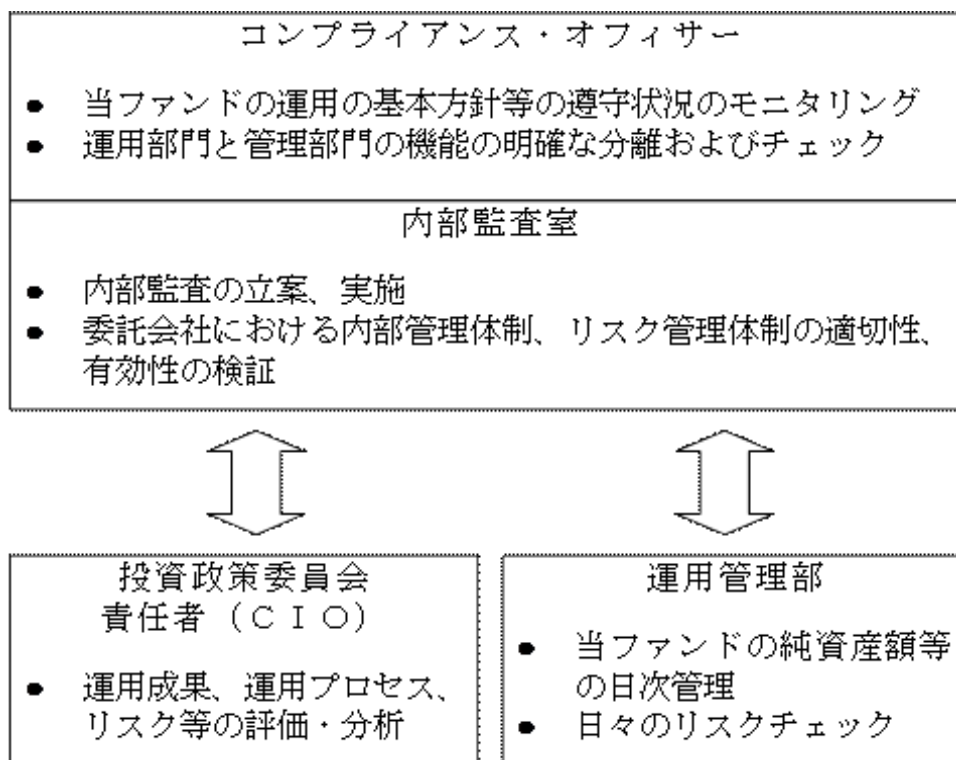 コンプライアンス・オフィサー
● 当ファンドの運用の基本方針等の遵守状況のモニタリング
● 運用部門と管理部門の機能の明確な分離およびチェック
内部監査室
● 内部監査の立案、実施
● 委託会社における内部管理体制、リスク管理体制の適切性、
有効性の検証
投資政策委員会
責任者（ＣＩＯ）
● 運用成果、運用プロセス、
リスク等の評価・分析
運用管理部
● 当ファンドの純資産額等
の日次管理
● 日々のリスクチェック